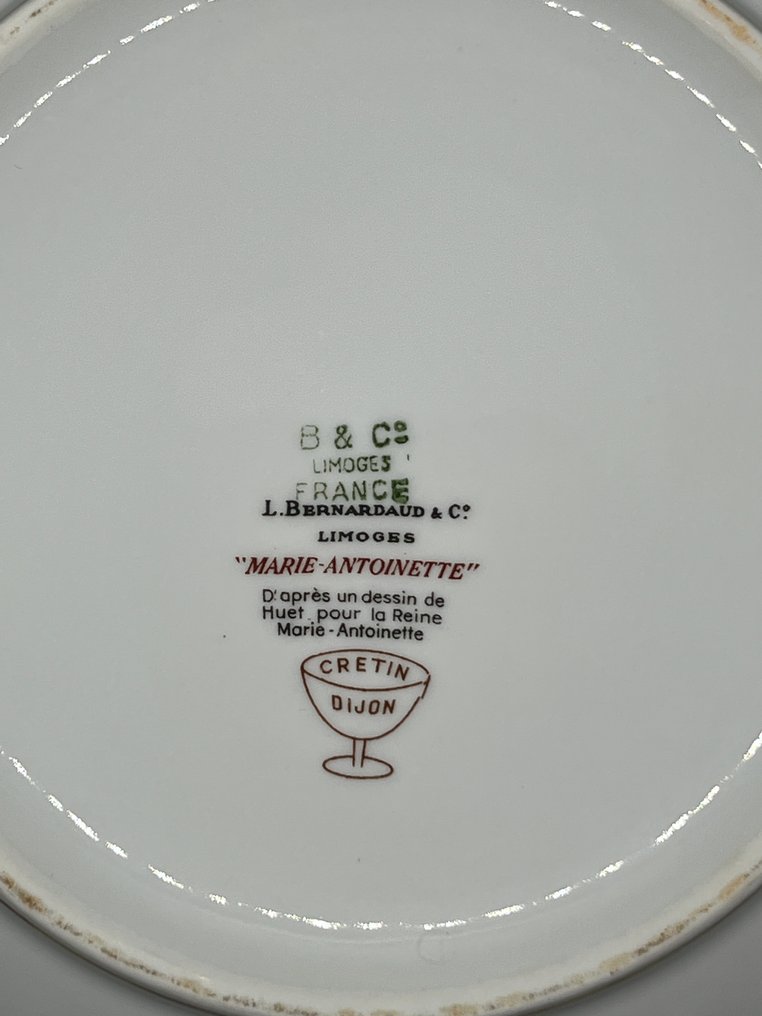 B & Cº
LIMOGES
FRANCE
L. BERNARDAUD & Cº
LIMOGES
"MARIE-ANTOINETTE"
D'après un dessin de
Huet pour la Reine
Marie-Antoinette
CRETIN
DIJON